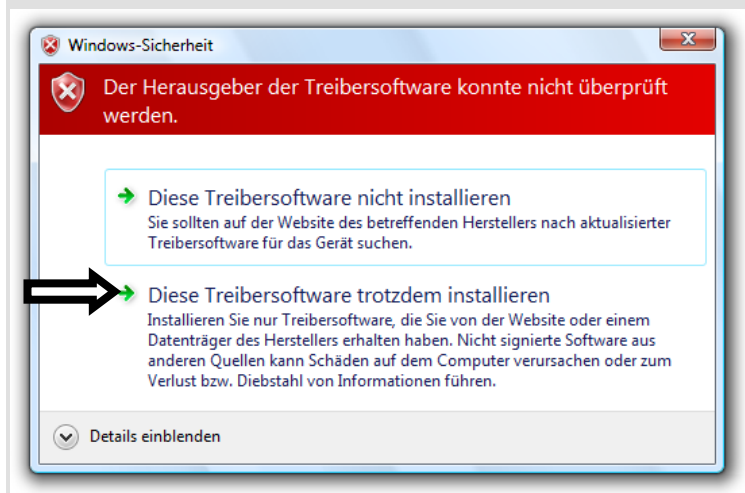 Windows-Sicherheit
Der Herausgeber der Treibersoftware konnte nicht überprüft
werden.
Diese Treibersoftware nicht installieren
Sie sollten auf der Website des betreffenden Herstellers nach aktualisierter
Treibersoftware für das Gerät suchen.
Diese Treibersoftware trotzdem installieren
Installieren Sie nur Treibersoftware, die Sie von der Website oder einem
Datenträger des Herstellers erhalten haben. Nicht signierte Software aus
anderen Quellen kann Schäden auf dem Computer verursachen oder zum
Verlust bzw. Diebstahl von Informationen führen.
Details einblenden